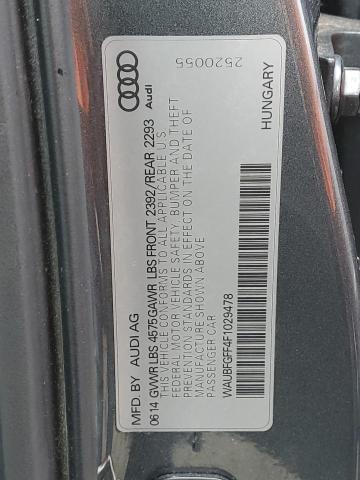 MFD. BY AUDI AG
06 14 GVWR LBS 4575 GAWR LBS FRONT 2392/REAR 2293
CONFORMS TO ALL APPLICABLE U.S.
FEDERAL MOTOR VEHICLE SAFETY, BUMPER AND THEFT
PREVENTION STANDARDS IN EFFECT ON THE DATE OF
MANUFACTURE SHOWN ABOVE
PASSENGER CAR
WAUBFGFF4F1029478
HUNGARY
Audi
2520055